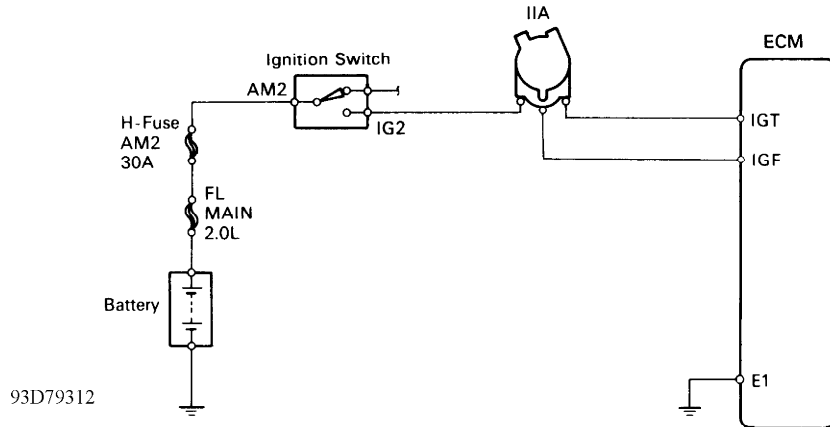 IIA
ECM
Ignition Switch
AM2
H-Fuse
AM2
30A
IG2
IGT
IGF
FL
MAIN
2.0L
Battery
E1
93D79312